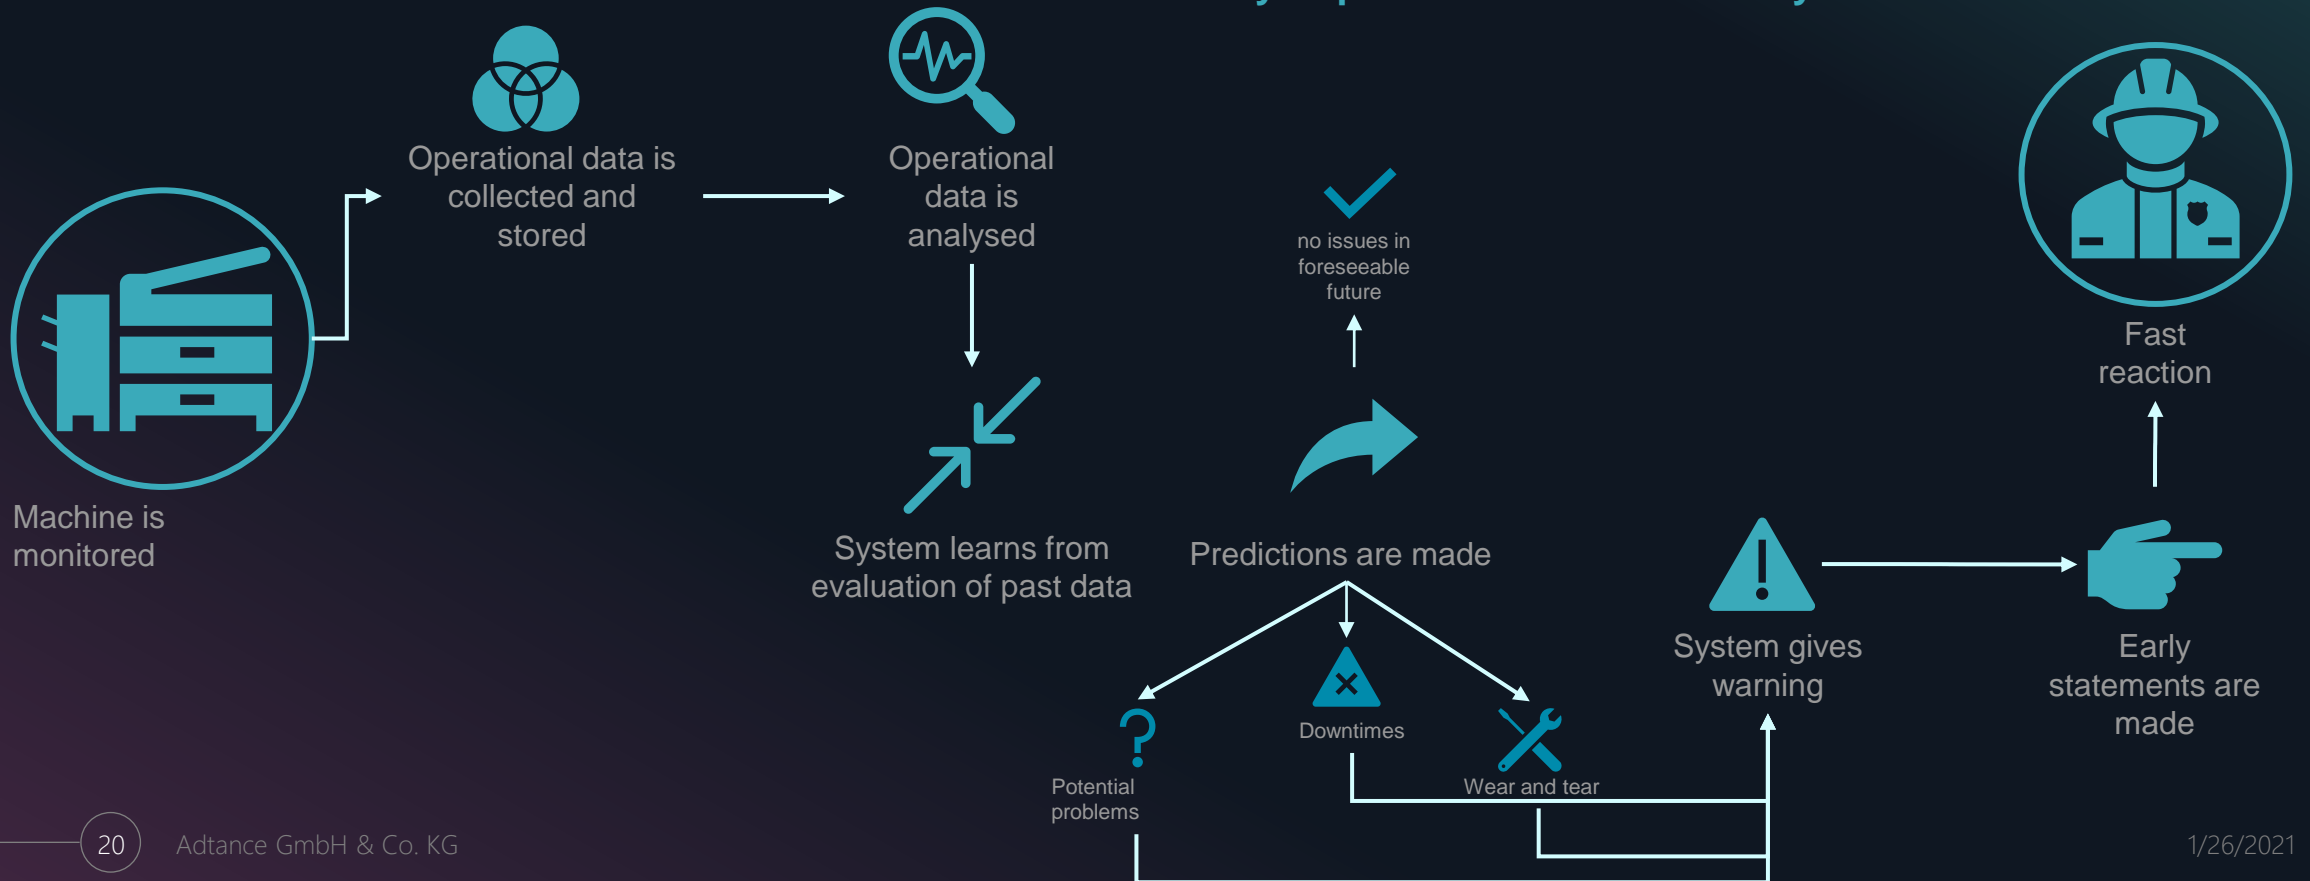 Operational data is
collected and
stored
Operational
data is
analysed
no issues in
foreseeable
future
Fast
reaction
Machine is
monitored
System learns from
evaluation of past data
Predictions are made
System gives
warning
Early
statements are
made
Potential
problems
Downtimes
Wear and tear
20
Adtance GmbH & Co. KG
1/26/2021